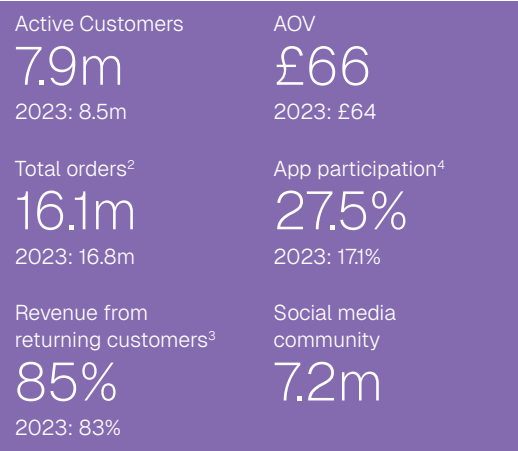 Active Customers
7.9m
2023: 8.5m
AOV
£66
2023: £64
Total orders²
16.1m
2023: 16.8m
App participation⁴
27.5%
2023: 17.1%
Revenue from
returning customers³
85%
2023: 83%
Social media
community
7.2m